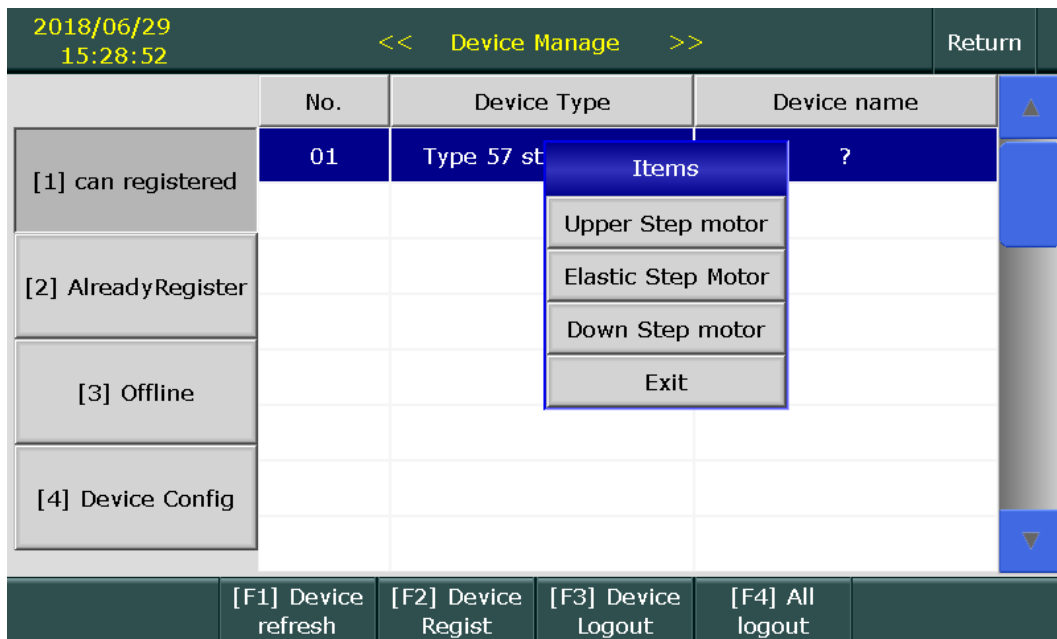 2018/06/29
15:28:52
<< Device Manage >>
Return
No.
Device Type
Device name
01
Type 57 st
?
[1] can registered
[2] AlreadyRegister
[3] Offline
[4] Device Config
Items
Upper Step motor
Elastic Step Motor
Down Step motor
Exit
[F1] Device
refresh
[F2] Device
Regist
[F3] Device
Logout
[F4] All
logout